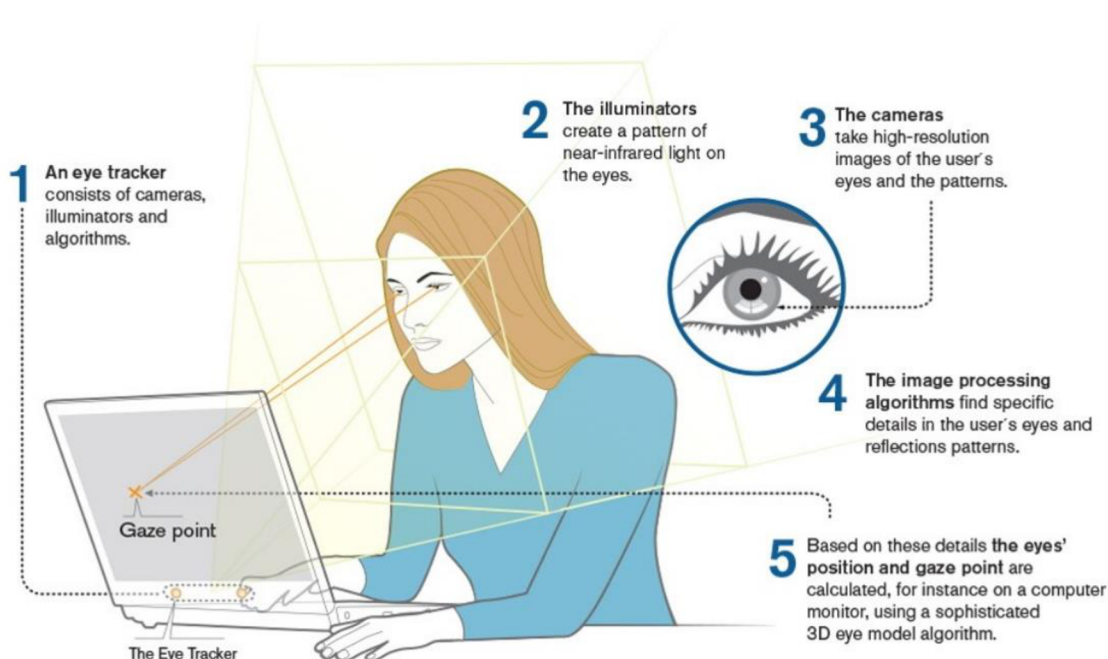 1 An eye tracker
consists of cameras,
illuminators and
algorithms.
2 The illuminators
create a pattern of
near-infrared light on
the eyes.
3 The cameras
take high-resolution
images of the user´s
eyes and the patterns.
4 The image processing
algorithms find specific
details in the user´s eyes and
reflections patterns.
5 Based on these details the eyes’
position and gaze point are
calculated, for instance on a computer
monitor, using a sophisticated
3D eye model algorithm.
Gaze point
The Eye Tracker